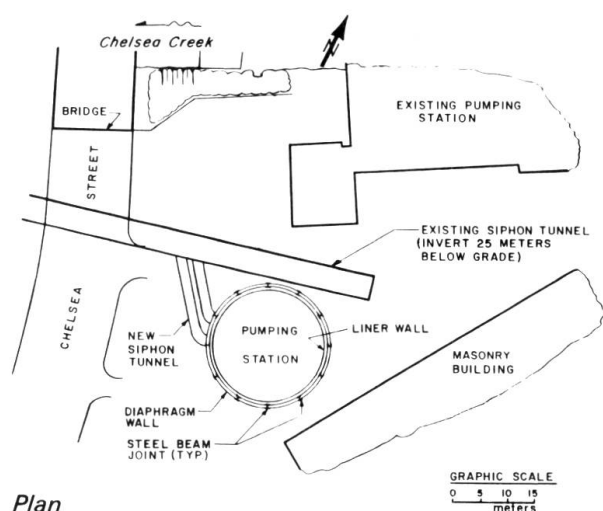 Chelsea Creek
N
BRIDGE
STREET
CHELSEA
EXISTING PUMPING
STATION
EXISTING SIPHON TUNNEL
(INVERT 25 METERS
BELOW GRADE)
NEW
SIPHON
TUNNEL
PUMPING
STATION
LINER WALL
MASONRY
BUILDING
DIAPHRAGM
WALL
STEEL BEAM
JOINT (TYP)
GRAPHIC SCALE
0 5 10 15
meters
Plan